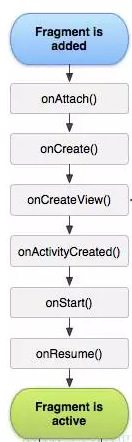 Fragment is
added
onAttach()
onCreate()
onCreateView()
onActivityCreated()
onStart()
onResume()
Fragment is
active